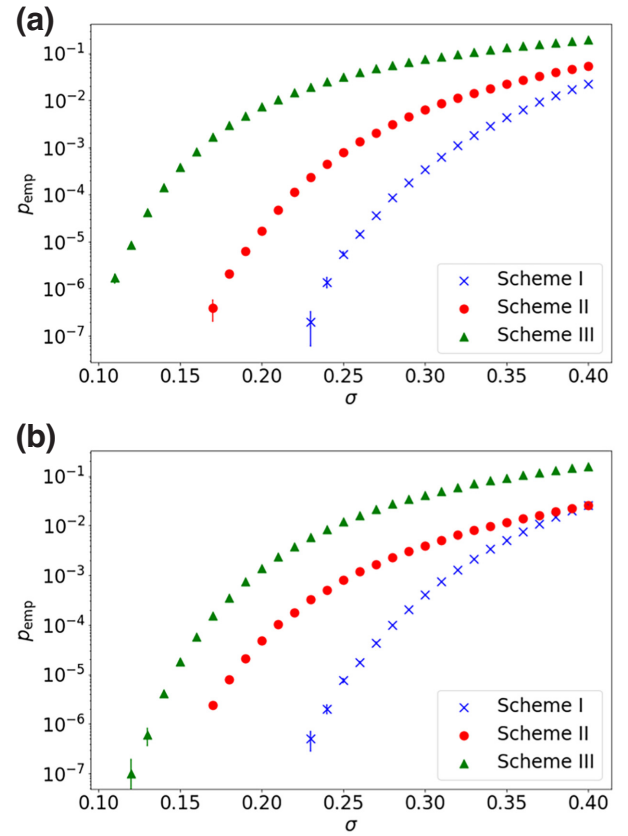 (a)
10⁻¹
10⁻²
10⁻³
10⁻⁴
10⁻⁵
10⁻⁶
10⁻⁷
p_emp
Scheme I
Scheme II
Scheme III
0.10 0.15 0.20 0.25 0.30 0.35 0.40
σ
(b)
10⁻¹
10⁻²
10⁻³
10⁻⁴
10⁻⁵
10⁻⁶
10⁻⁷
p_emp
Scheme I
Scheme II
Scheme III
0.10 0.15 0.20 0.25 0.30 0.35 0.40
σ